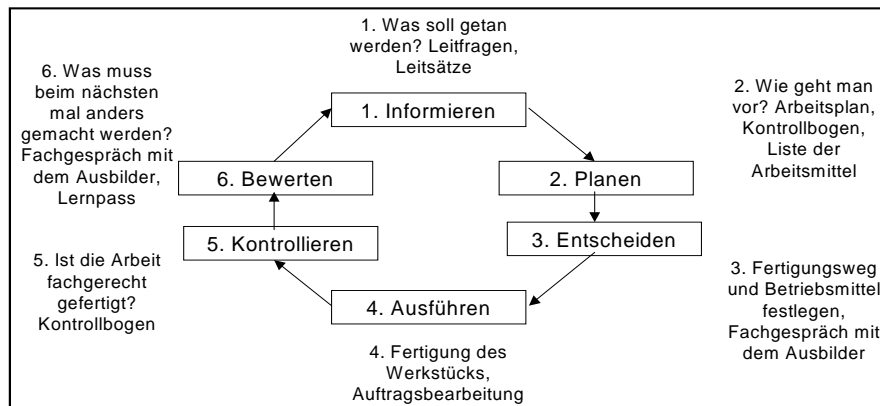 1. Was soll getan
werden? Leitfragen,
Leitsätze
1. Informieren
2. Wie geht man
vor? Arbeitsplan,
Kontrollbogen,
Liste der
Arbeitsmittel
2. Planen
3. Entscheiden
3. Fertigungsweg
und Betriebsmittel
festlegen,
Fachgespräch mit
dem Ausbilder
4. Ausführen
4. Fertigung des
Werkstücks,
Auftragsbearbeitung
5. Kontrollieren
5. Ist die Arbeit
fachgerecht
gefertigt?
Kontrollbogen
6. Bewerten
6. Was muss
beim nächsten
mal anders
gemacht werden?
Fachgespräch mit
dem Ausbilder,
Lernpass